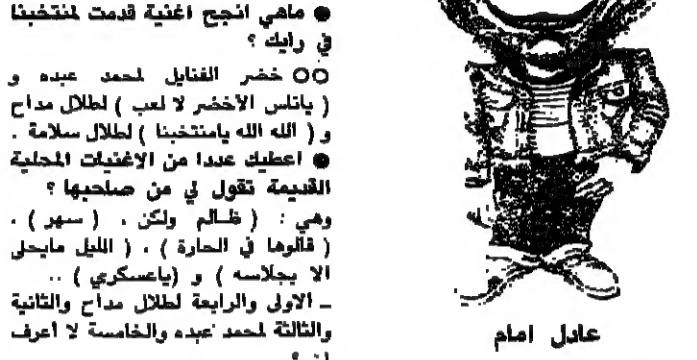 ● ماهي انجح اغنية قدمت لمنتخبنا
في رايك ؟
○○ خضر الفنايل لمحمد عبده و
( ياناس الأخضر لا لعب ) لطلال مداح
و ( الله الله يامنتخبنا ) لطلال سلامة .
● اعطيك عددا من الاغنيات المحلية
القديمة تقول لي من صاحبها ؟
وهي : ( ظالم ولكن ، ( سهر ) ،
( قالوها في الحارة ) ، ( الليل مايحلى
الا بجلاسه ) و (ياعسكري ) ..
ـ الاولى والرابعة لطلال مداح والثانية
والثالثة لمحمد عبده والخامسة لا أعرف
عادل امام